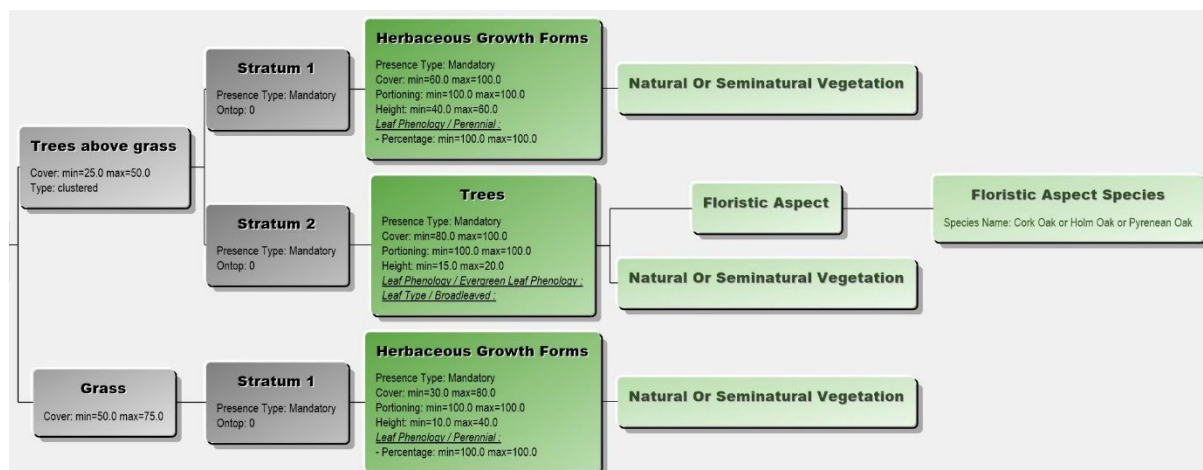 Trees above grass
Cover: min=25.0 max=50.0
Type: clustered
Stratum 1
Presence Type: Mandatory
Ontop: 0
Herbaceous Growth Forms
Presence Type: Mandatory
Cover: min=60.0 max=100.0
Portioning: min=100.0 max=100.0
Height: min=40.0 max=60.0
Leaf Phenology / Perennial :
- Percentage: min=100.0 max=100.0
Natural Or Seminatural Vegetation
Stratum 2
Presence Type: Mandatory
Ontop: 0
Trees
Presence Type: Mandatory
Cover: min=80.0 max=100.0
Portioning: min=100.0 max=100.0
Height: min=15.0 max=20.0
Leaf Phenology / Evergreen Leaf Phenology :
Leaf Type / Broadleaved :
Floristic Aspect
Floristic Aspect Species
Species Name: Cork Oak or Holm Oak or Pyrenean Oak
Natural Or Seminatural Vegetation
Grass
Cover: min=50.0 max=75.0
Stratum 1
Presence Type: Mandatory
Ontop: 0
Herbaceous Growth Forms
Presence Type: Mandatory
Cover: min=30.0 max=80.0
Portioning: min=100.0 max=100.0
Height: min=10.0 max=40.0
Leaf Phenology / Perennial :
- Percentage: min=100.0 max=100.0
Natural Or Seminatural Vegetation